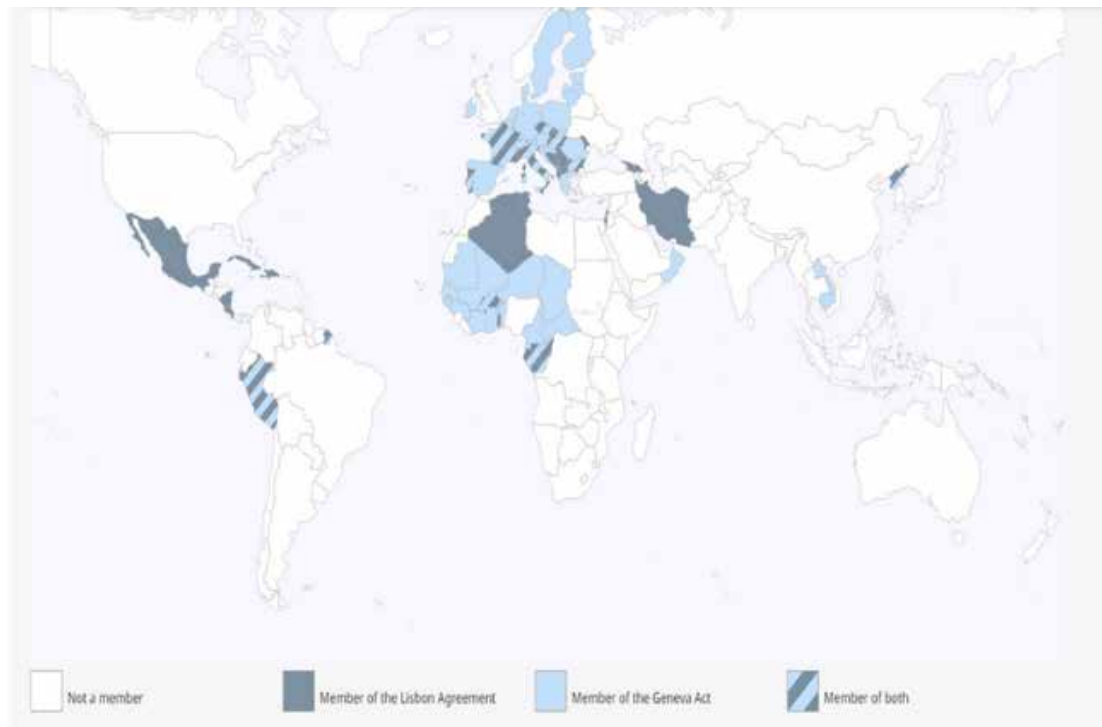 Not a member
Member of the Lisbon Agreement
Member of the Geneva Act
Member of both